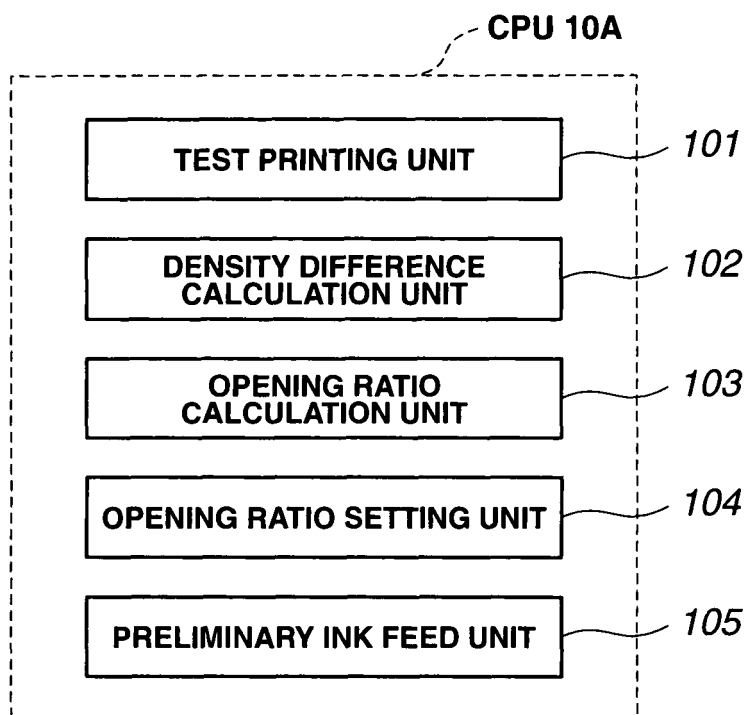 CPU 10A
TEST PRINTING UNIT
101
DENSITY DIFFERENCE
CALCULATION UNIT
102
OPENING RATIO
CALCULATION UNIT
103
OPENING RATIO SETTING UNIT
104
PRELIMINARY INK FEED UNIT
105